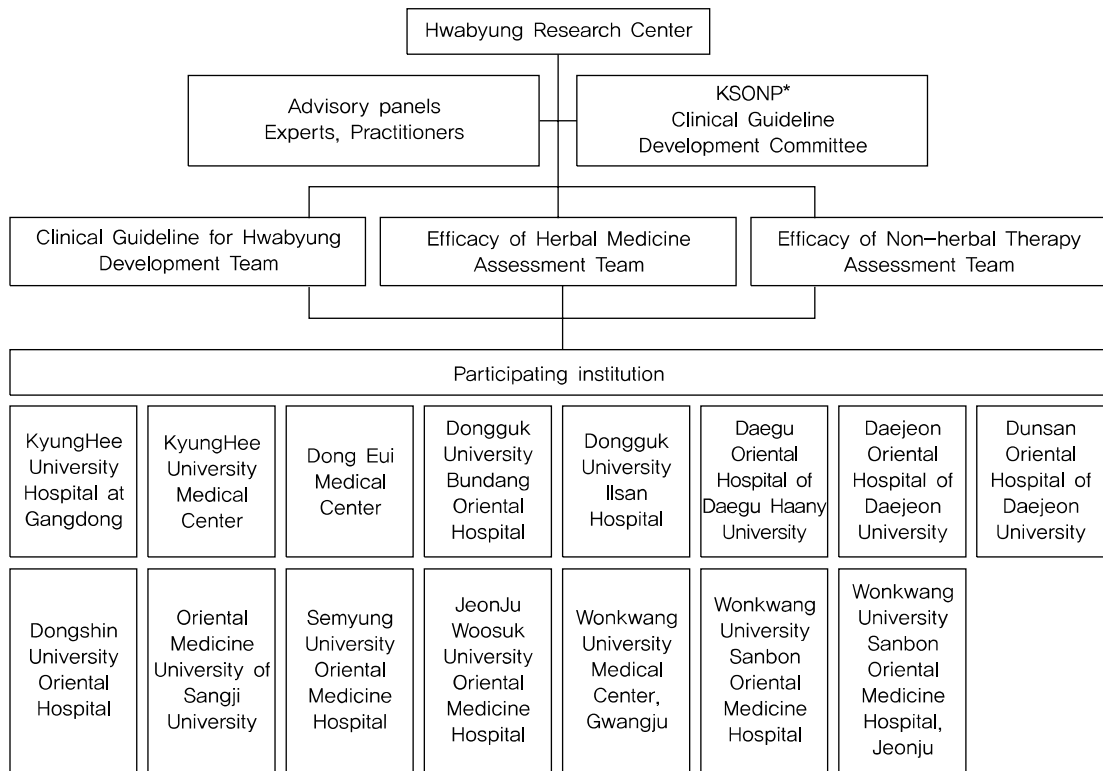 Hwabyung Research Center
Advisory panels
Experts, Practitioners
KSONP*
Clinical Guideline
Development Committee
Clinical Guideline for Hwabyung
Development Team
Efficacy of Herbal Medicine
Assessment Team
Efficacy of Non-herbal Therapy
Assessment Team
Participating institution
KyungHee
University
Hospital at
Gangdong
KyungHee
University
Medical
Center
Dong Eui
Medical
Center
Dongguk
University
Bundang
Oriental
Hospital
Dongguk
University
Ilsan
Hospital
Daegu
Oriental
Hospital of
Daegu Haany
University
Daejeon
Oriental
Hospital of
Daejeon
University
Dunsan
Oriental
Hospital of
Daejeon
University
Dongshin
University
Oriental
Hospital
Oriental
Medicine
University of
Sangji
University
Semyung
University
Oriental
Medicine
Hospital
JeonJu
Woosuk
University
Oriental
Medicine
Hospital
Wonkwang
University
Medical
Center,
Gwangju
Wonkwang
University
Sanbon
Oriental
Medicine
Hospital
Wonkwang
University
Sanbon
Oriental
Medicine
Hospital,
Jeonju